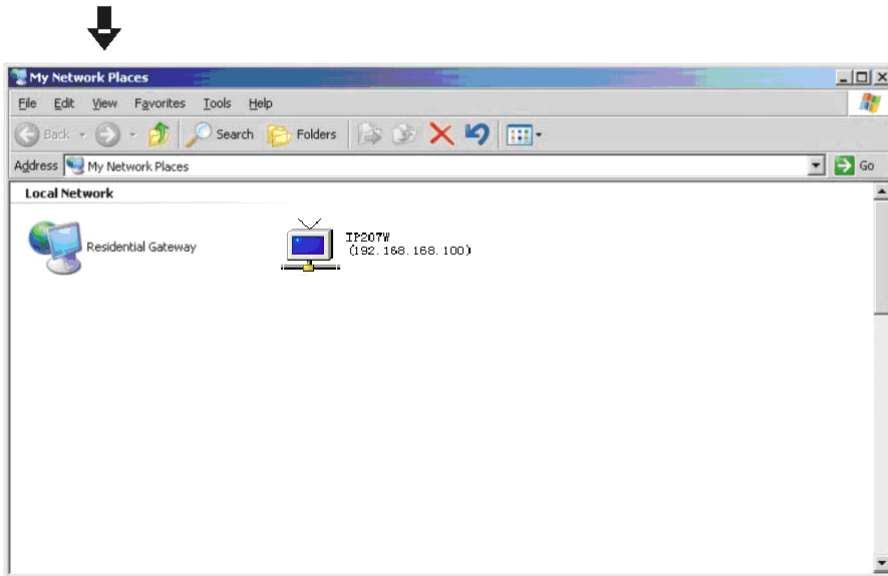 My Network Places
File Edit View Favorites Tools Help
Back Search Folders
Address My Network Places Go
Local Network
Residential Gateway
IP207W
(192.168.168.100)